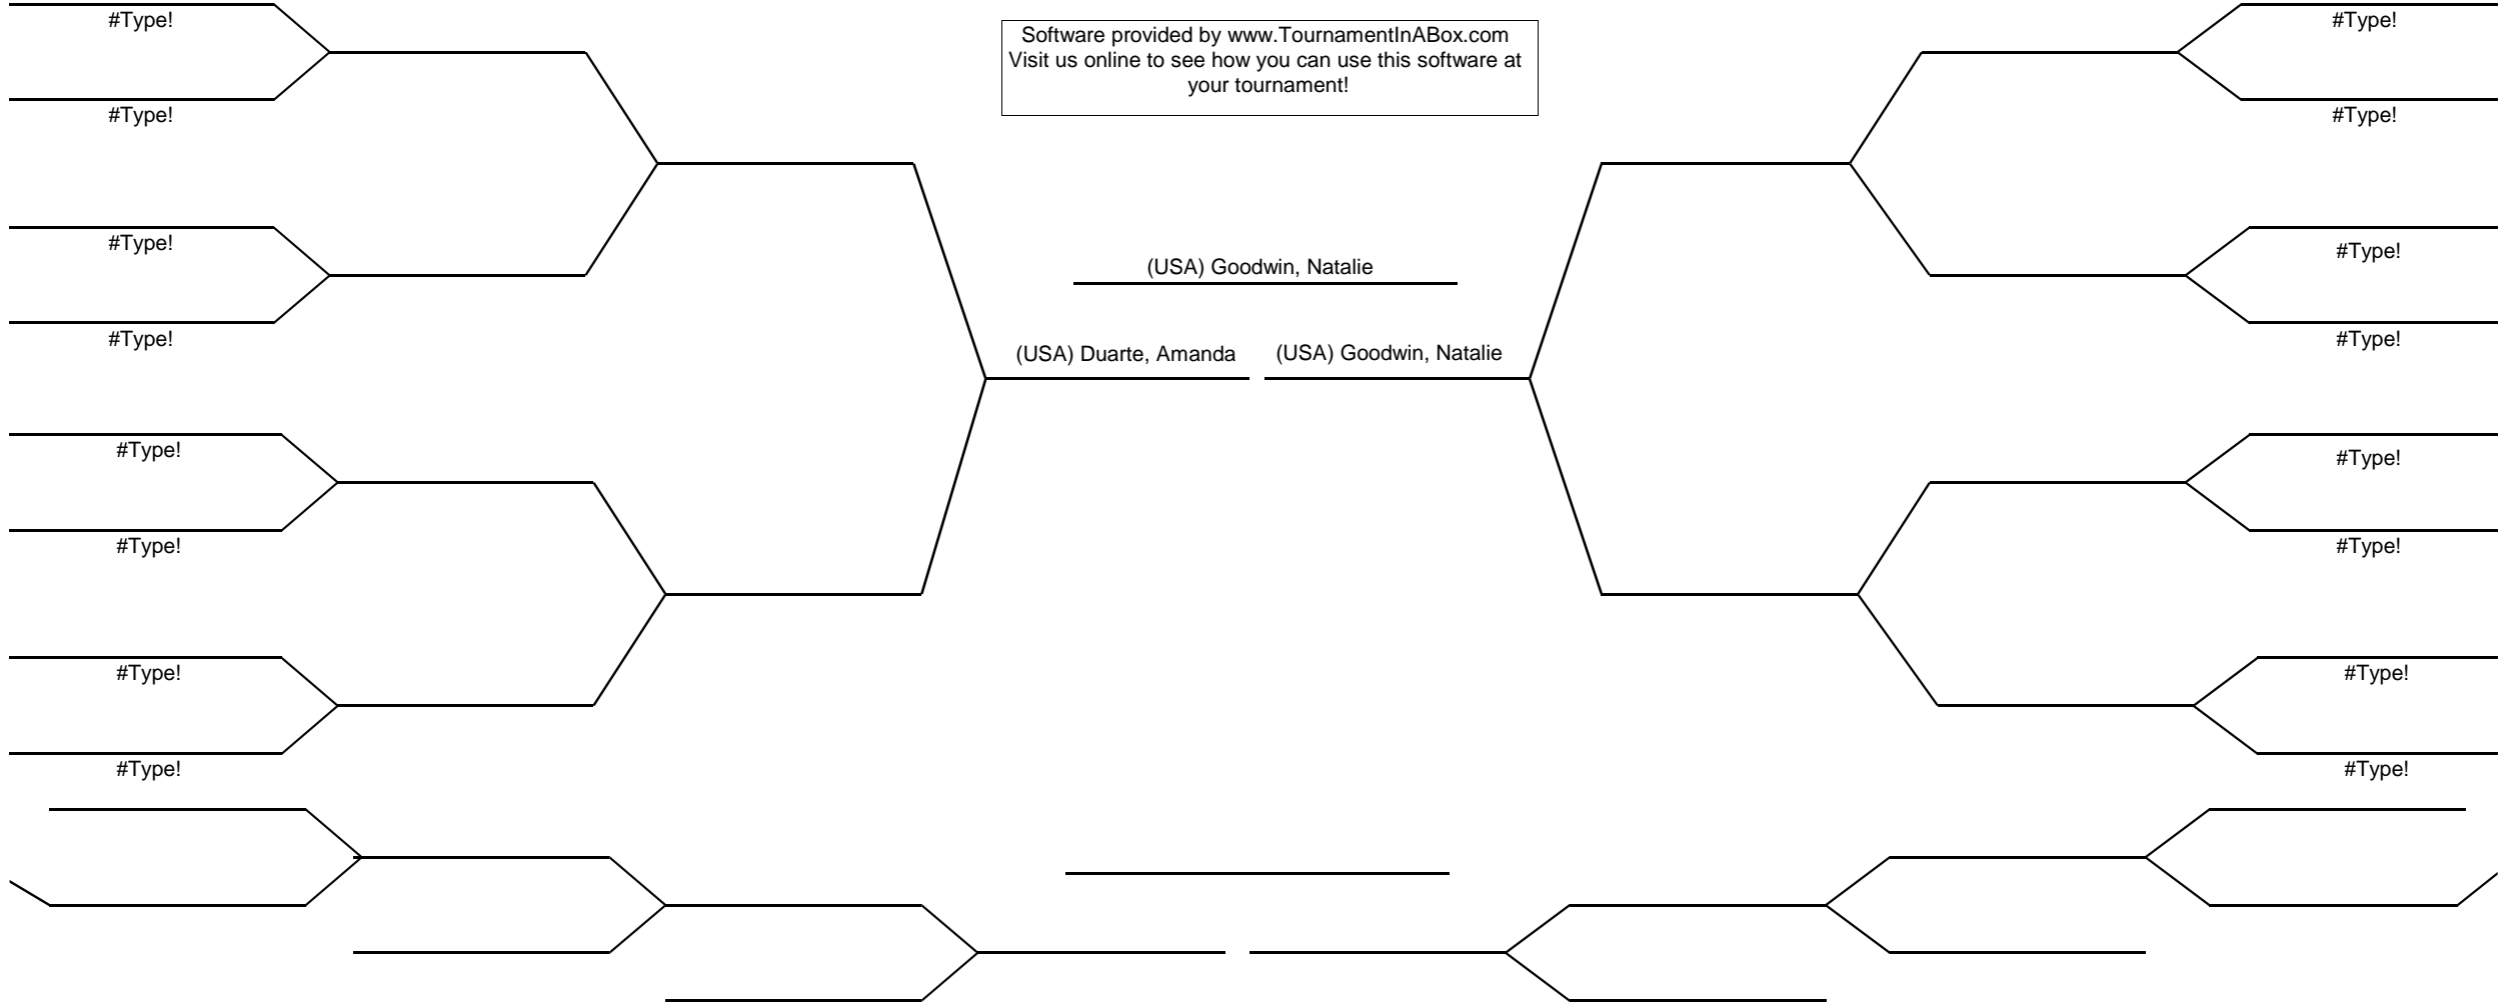 #Type!
#Type!
Software provided by www.TournamentInABox.com
Visit us online to see how you can use this software at
your tournament!
#Type!
#Type!
#Type!
#Type!
(USA) Goodwin, Natalie
#Type!
#Type!
(USA) Duarte, Amanda
(USA) Goodwin, Natalie
#Type!
#Type!
#Type!
#Type!
#Type!
#Type!
#Type!
#Type!